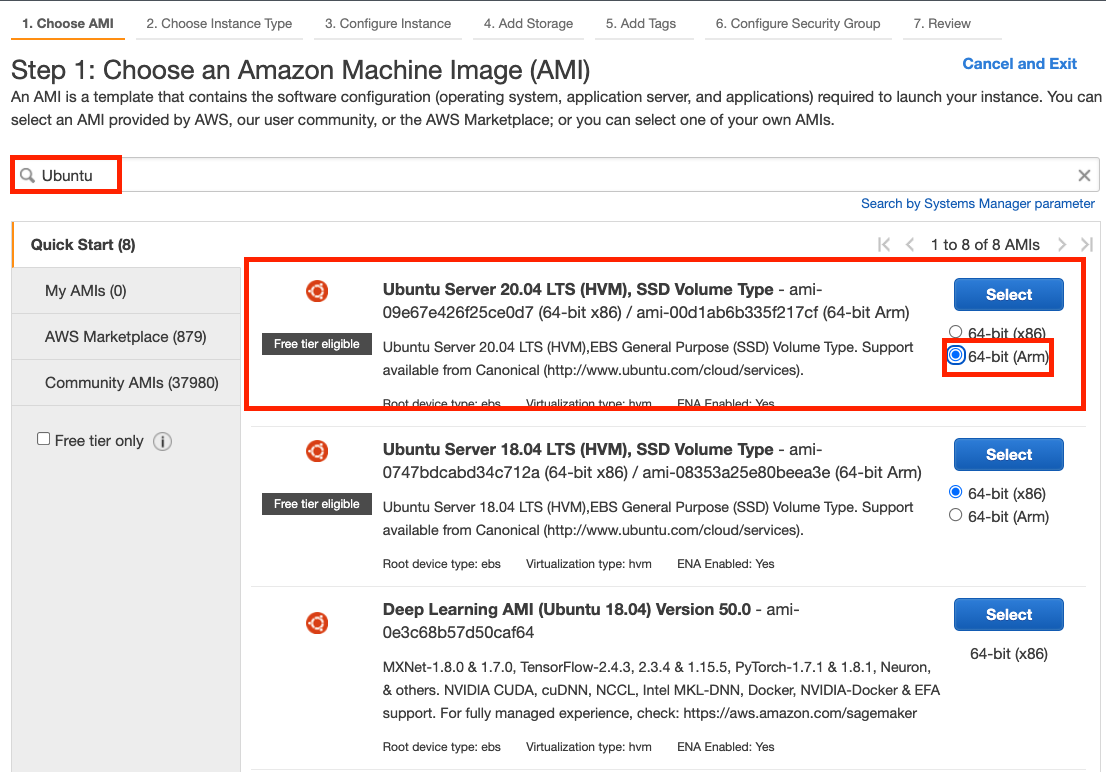 1. Choose AMI 2. Choose Instance Type 3. Configure Instance 4. Add Storage 5. Add Tags 6. Configure Security Group 7. Review
Step 1: Choose an Amazon Machine Image (AMI)
Cancel and Exit
An AMI is a template that contains the software configuration (operating system, application server, and applications) required to launch your instance. You can
select an AMI provided by AWS, our user community, or the AWS Marketplace; or you can select one of your own AMIs.
Ubuntu
Search by Systems Manager parameter
Quick Start (8)
1 to 8 of 8 AMIs
My AMIs (0)
AWS Marketplace (879)
Community AMIs (37980)
Free tier only
Ubuntu Server 20.04 LTS (HVM), SSD Volume Type - ami-
09e67e426f25ce0d7 (64-bit x86) / ami-00d1ab6b335f217cf (64-bit Arm)
Free tier eligible
Ubuntu Server 20.04 LTS (HVM),EBS General Purpose (SSD) Volume Type. Support
available from Canonical (http://www.ubuntu.com/cloud/services).
Root device type: ebs Virtualization type: hvm ENA Enabled: Yes
Select
64-bit (x86)
64-bit (Arm)
Ubuntu Server 18.04 LTS (HVM), SSD Volume Type - ami-
0747bdcabd34c712a (64-bit x86) / ami-08353a25e80beea3e (64-bit Arm)
Free tier eligible
Ubuntu Server 18.04 LTS (HVM),EBS General Purpose (SSD) Volume Type. Support
available from Canonical (http://www.ubuntu.com/cloud/services).
Root device type: ebs Virtualization type: hvm ENA Enabled: Yes
Select
64-bit (x86)
64-bit (Arm)
Deep Learning AMI (Ubuntu 18.04) Version 50.0 - ami-
0e3c68b57d50caf64
MXNet-1.8.0 & 1.7.0, TensorFlow-2.4.3, 2.3.4 & 1.15.5, PyTorch-1.7.1 & 1.8.1, Neuron,
& others. NVIDIA CUDA, cuDNN, NCCL, Intel MKL-DNN, Docker, NVIDIA-Docker & EFA
support. For fully managed experience, check: https://aws.amazon.com/sagemaker
Root device type: ebs Virtualization type: hvm ENA Enabled: Yes
Select
64-bit (x86)